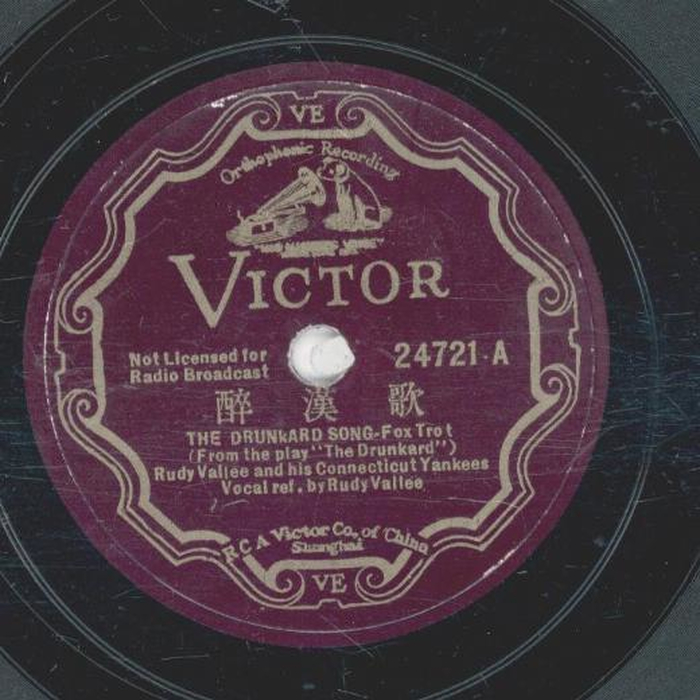 VE
Orthophonic Recording
"HIS MASTER'S VOICE"
VICTOR
Not Licensed for
Radio Broadcast
24721-A
醉漢歌
THE DRUNKARD SONG-Fox Trot
(From the play "The Drunkard")
Rudy Vallee and his Connecticut Yankees
Vocal ref. by Rudy Vallee
RCA Victor Co, of China
Shanghai
VE